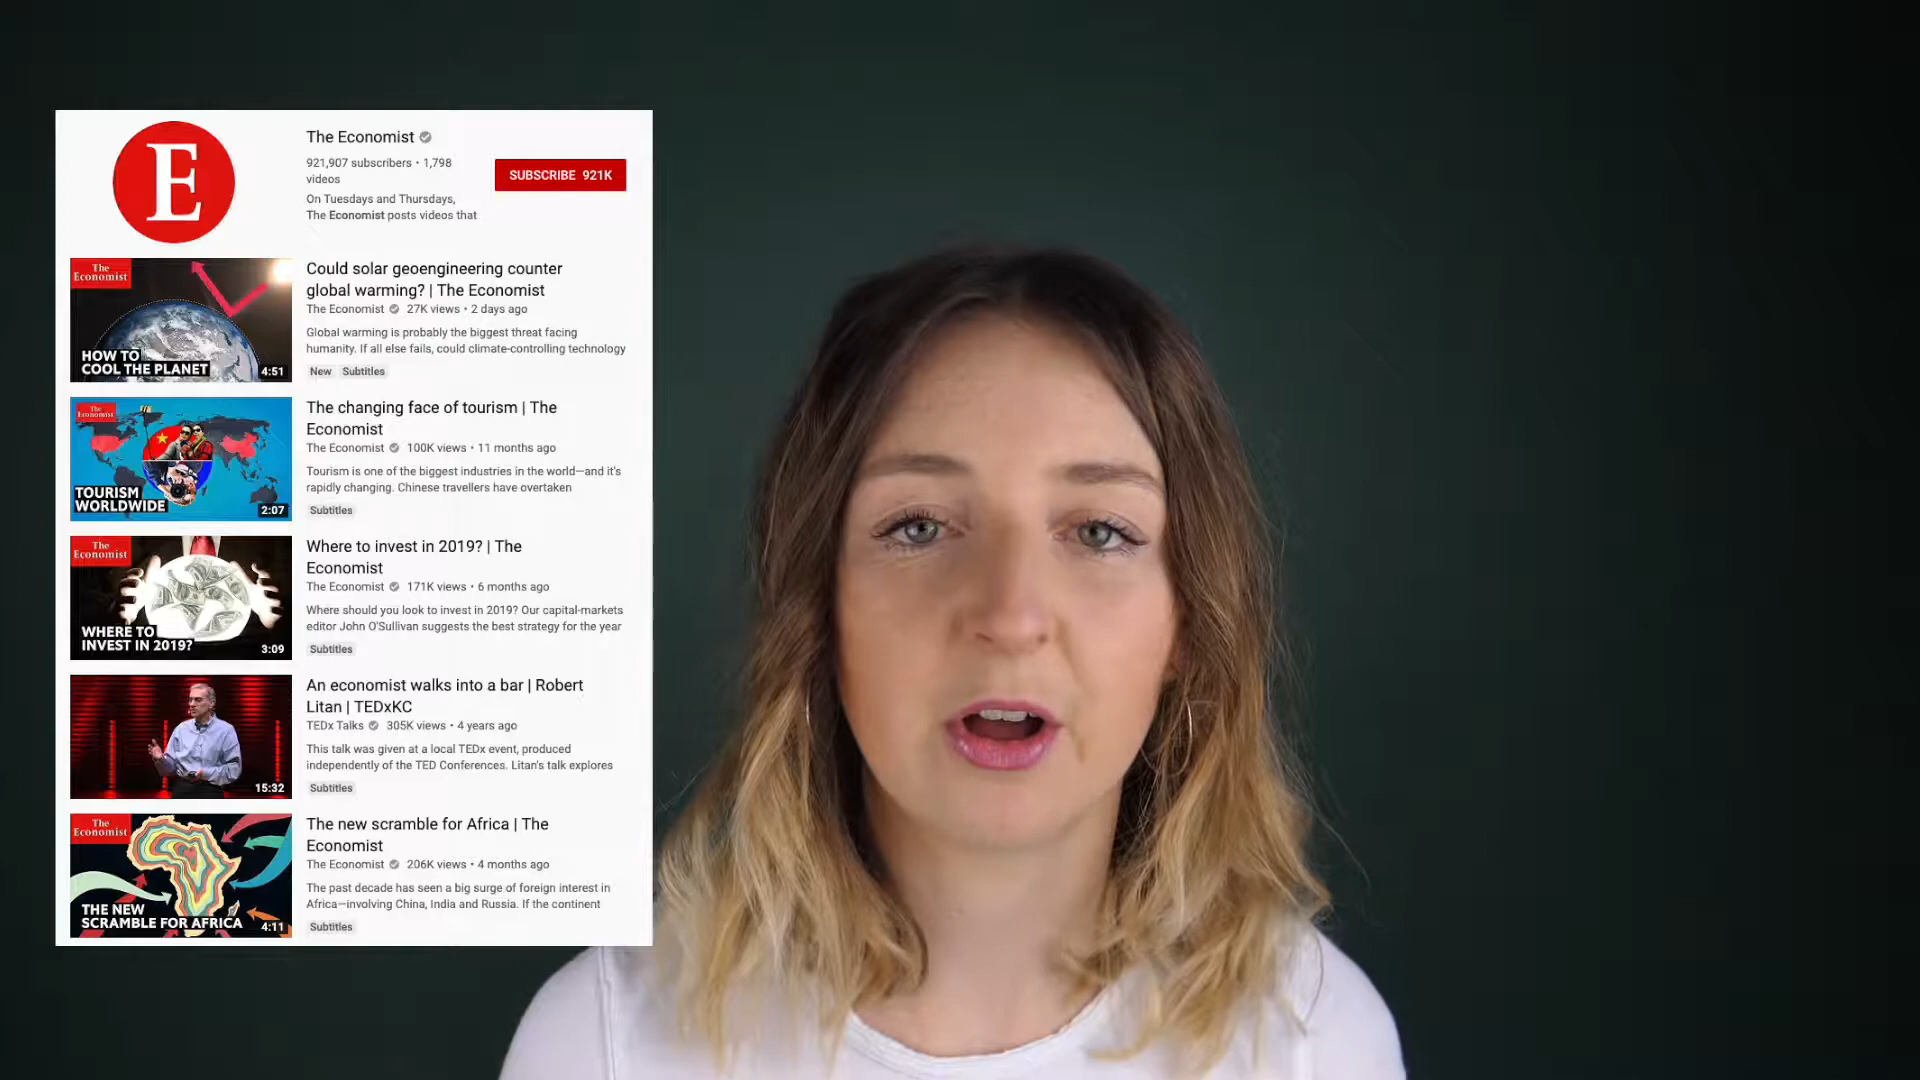 E
The Economist
921,907 subscribers • 1,798
videos
On Tuesdays and Thursdays,
The Economist posts videos that
SUBSCRIBE 921K
The
Economist
HOW TO
COOL THE PLANET
4:51
Could solar geoengineering counter
global warming? | The Economist
The Economist 27K views • 2 days ago
Global warming is probably the biggest threat facing
humanity. If all else fails, could climate-controlling technology
New Subtitles
The
Economist
TOURISM
WORLDWIDE
2:07
The changing face of tourism | The
Economist
The Economist 100K views • 11 months ago
Tourism is one of the biggest industries in the world—and it's
rapidly changing. Chinese travellers have overtaken
Subtitles
The
Economist
WHERE TO
INVEST IN 2019?
3:09
Where to invest in 2019? | The
Economist
The Economist 171K views • 6 months ago
Where should you look to invest in 2019? Our capital-markets
editor John O'Sullivan suggests the best strategy for the year
Subtitles
15:32
An economist walks into a bar | Robert
Litan | TEDxKC
TEDx Talks 305K views • 4 years ago
This talk was given at a local TEDx event, produced
independently of the TED Conferences. Litan's talk explores
Subtitles
The
Economist
THE NEW
SCRAMBLE FOR AFRICA
4:11
The new scramble for Africa | The
Economist
The Economist 206K views • 4 months ago
The past decade has seen a big surge of foreign interest in
Africa—involving China, India and Russia. If the continent
Subtitles